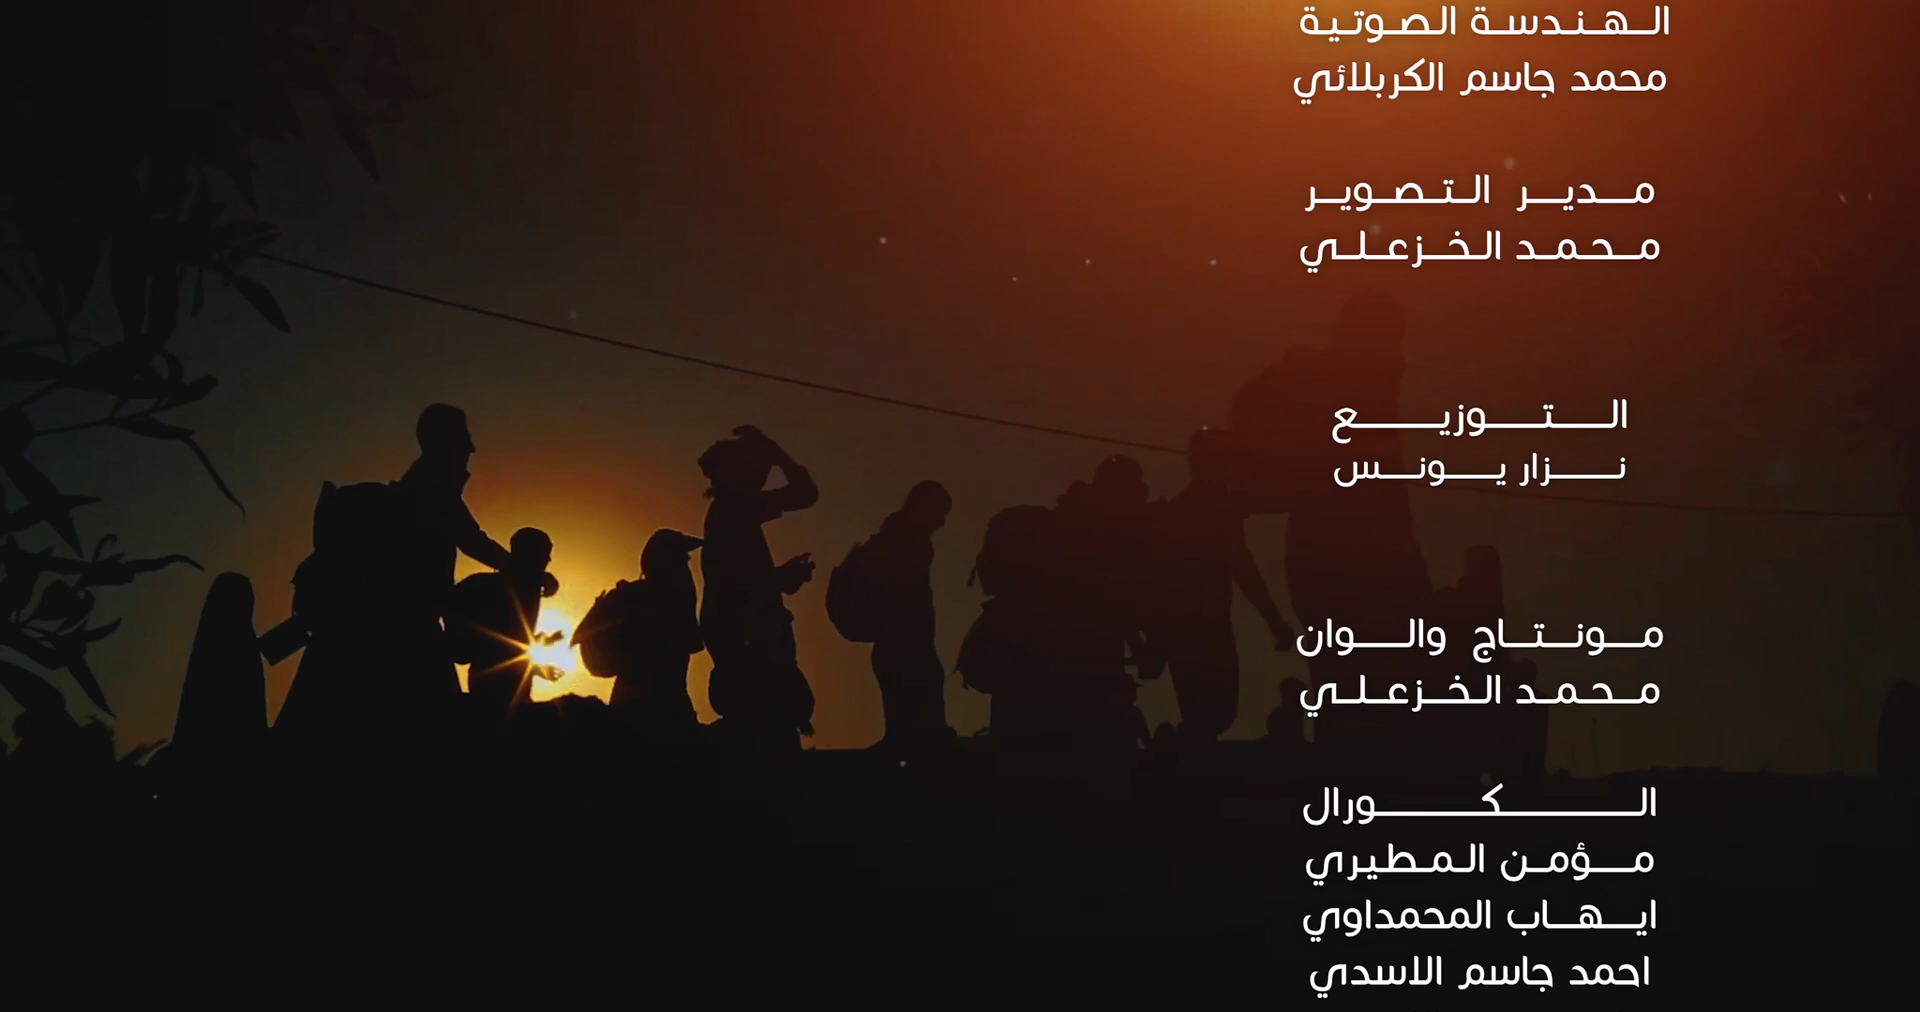 الهندسة الصوتية
محمد جاسم الكربلائي
مدير التصوير
محمد الخزعلي
التوزيع
نزار يونس
مونتاج والوان
محمد الخزعلي
الكورال
مؤمن المطيري
ايهاب المحمداوي
احمد جاسم الاسدي